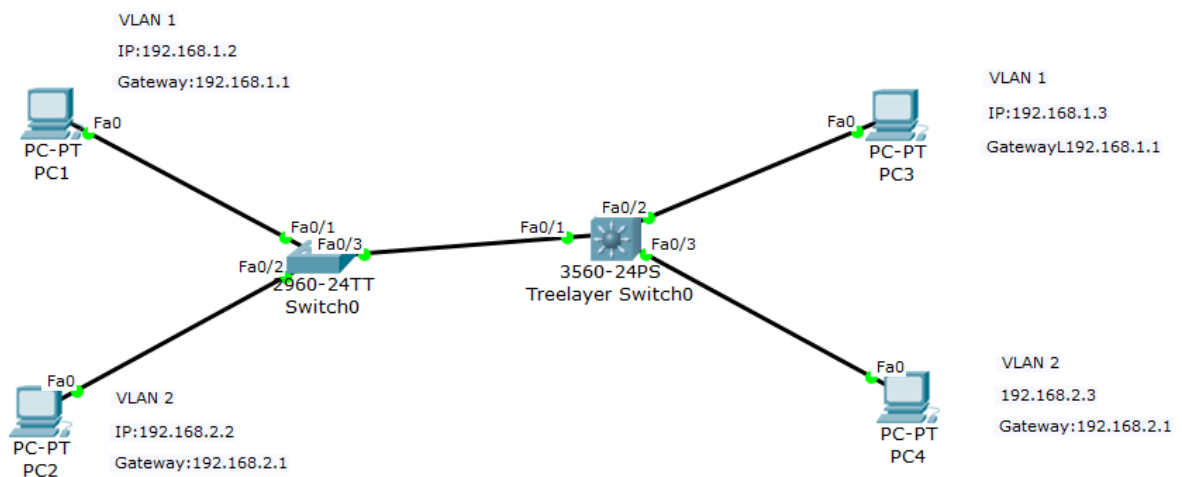 VLAN 1
IP:192.168.1.2
Gateway:192.168.1.1
Fa0
PC-PT
PC1
Fa0/1
Fa0/3
Fa0/2
2960-24TT
Switch0
Fa0
PC-PT
PC2
VLAN 2
IP:192.168.2.2
Gateway:192.168.2.1
Fa0/1
Fa0/2
Fa0/3
3560-24PS
Treelayer Switch0
VLAN 1
IP:192.168.1.3
GatewayL192.168.1.1
Fa0
PC-PT
PC3
VLAN 2
192.168.2.3
Gateway:192.168.2.1
Fa0
PC-PT
PC4